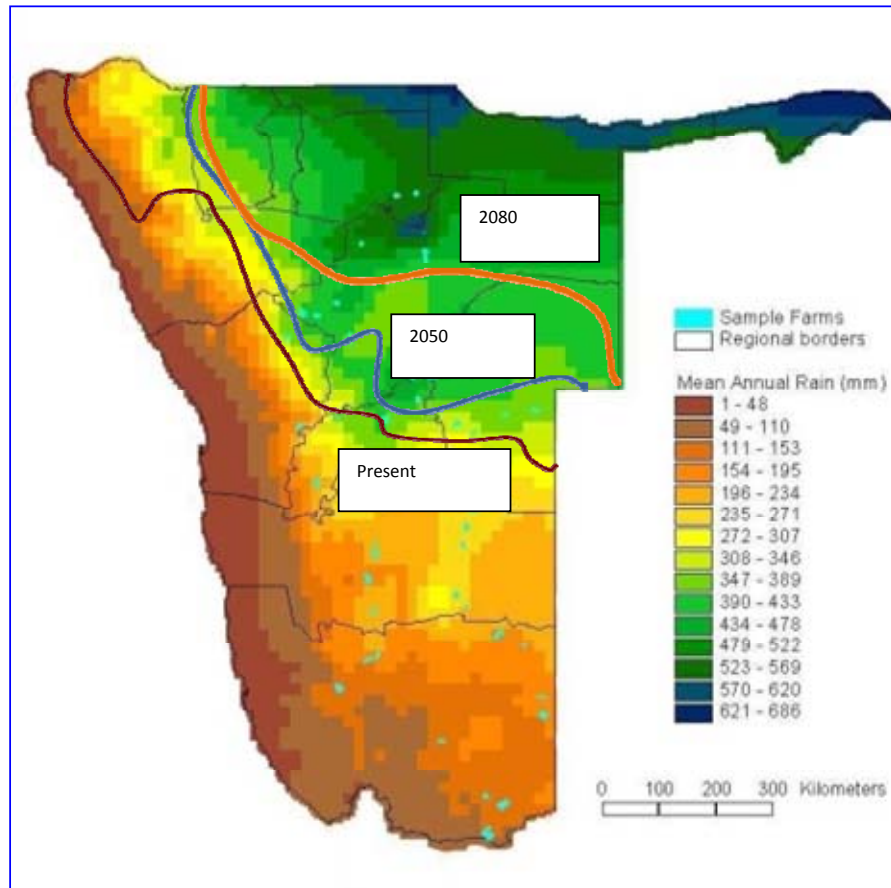 2080
2050
Present
Sample Farms
Regional borders
Mean Annual Rain (mm)
1 - 48
49 - 110
111 - 153
154 - 195
196 - 234
235 - 271
272 - 307
308 - 346
347 - 389
390 - 433
434 - 478
479 - 522
523 - 569
570 - 620
621 - 686
0 100 200 300 Kilometers